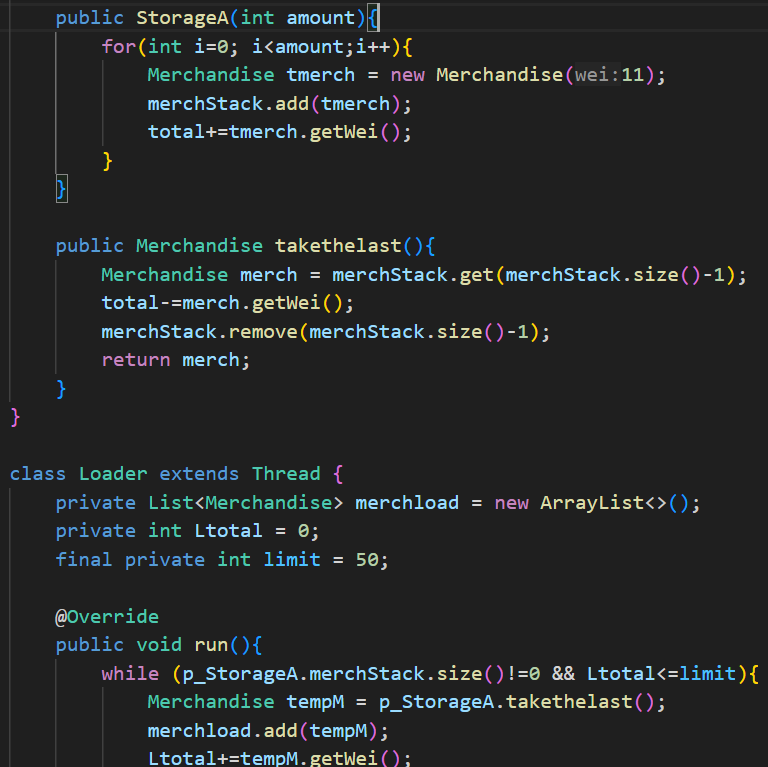 public StorageA(int amount){
for(int i=0; i<amount;i++){
Merchandise tmerch = new Merchandise(wei:11);
merchStack.add(tmerch);
total+=tmerch.getWei();
}
}
public Merchandise takethelast(){
Merchandise merch = merchStack.get(merchStack.size()-1);
total-=merch.getWei();
merchStack.remove(merchStack.size()-1);
return merch;
}
}
class Loader extends Thread {
private List<Merchandise> merchload = new ArrayList<>();
private int Ltotal = 0;
final private int limit = 50;
@Override
public void run(){
while (p_StorageA.merchStack.size()!=0 && Ltotal<=limit){
Merchandise tempM = p_StorageA.takethelast();
merchload.add(tempM);
Ltotal+=tempM.getWei();